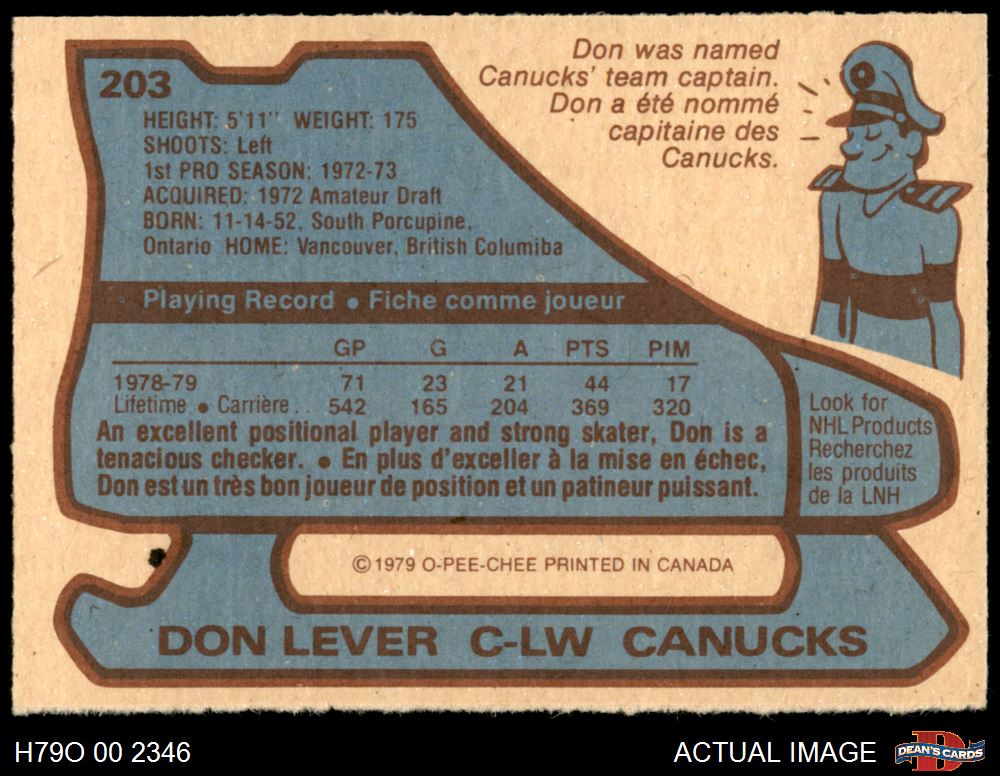 203
Don was named
Canucks' team captain.
Don a été nommé
capitaine des
Canucks.
HEIGHT: 5'11" WEIGHT: 175
SHOOTS: Left
1st PRO SEASON: 1972-73
ACQUIRED: 1972 Amateur Draft
BORN: 11-14-52, South Porcupine,
Ontario HOME: Vancouver, British Columiba
Playing Record • Fiche comme joueur
GP G A PTS PIM
1978-79 71 23 21 44 17
Lifetime • Carrière . . 542 165 204 369 320
An excellent positional player and strong skater, Don is a
tenacious checker. • En plus d'exceller à la mise en échec,
Don est un très bon joueur de position et un patineur puissant.
Look for
NHL Products
Recherchez
les produits
de la LNH
©1979 O-PEE-CHEE PRINTED IN CANADA
DON LEVER C-LW CANUCKS
H79O 00 2346
ACTUAL IMAGE
D
DEAN'S CARDS